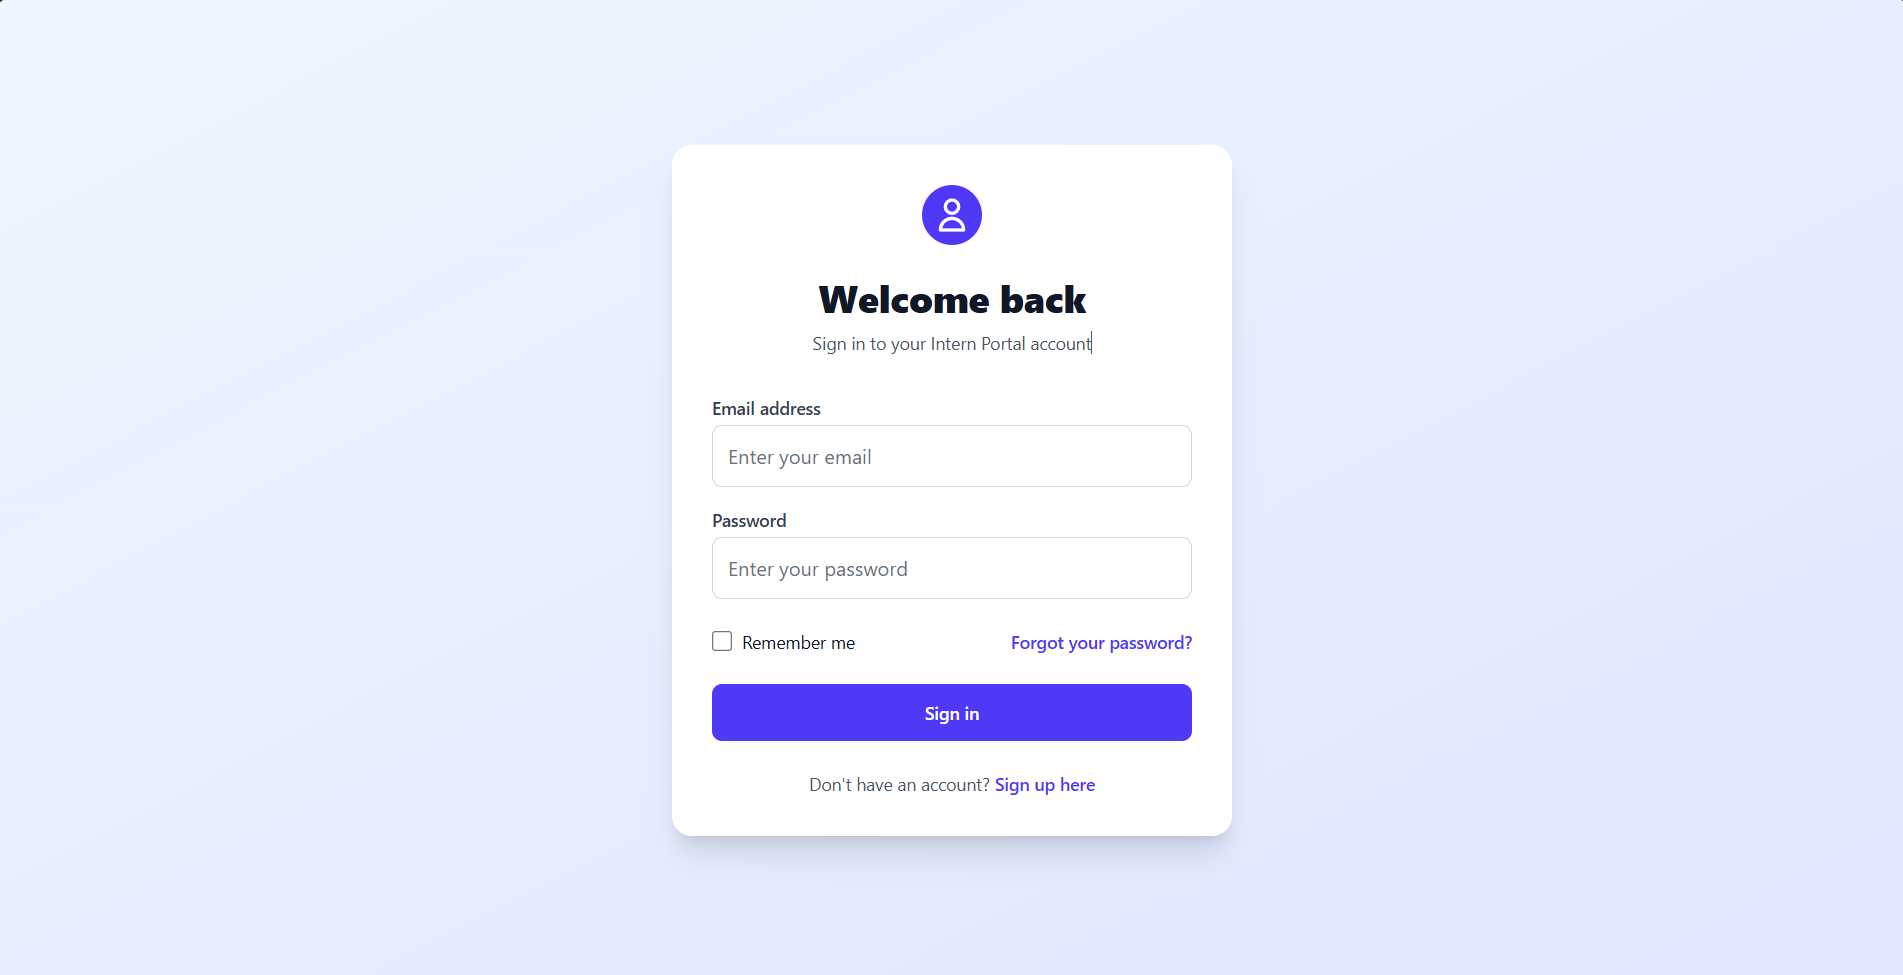 Welcome back
Sign in to your Intern Portal account
Email address
Enter your email
Password
Enter your password
Remember me
Forgot your password?
Sign in
Don't have an account? Sign up here